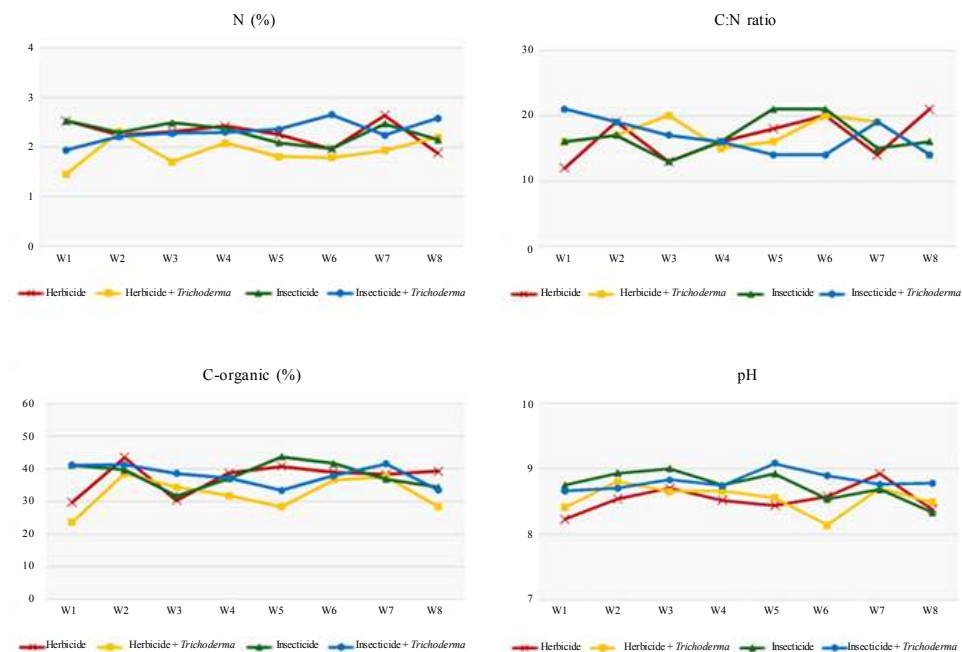 N (%)
4
3
2
1
0
W1 W2 W3 W4 W5 W6 W7 W8
Herbicide Herbicide + Trichoderma Insecticide Insecticide + Trichoderma
C:N ratio
30
20
10
0
W1 W2 W3 W4 W5 W6 W7 W8
Herbicide Herbicide + Trichoderma Insecticide Insecticide + Trichoderma
C-organic (%)
60
50
40
30
20
10
0
W1 W2 W3 W4 W5 W6 W7 W8
Herbicide Herbicide + Trichoderma Insecticide Insecticide + Trichoderma
pH
10
9
8
7
W1 W2 W3 W4 W5 W6 W7 W8
Herbicide Herbicide + Trichoderma Insecticide Insecticide + Trichoderma